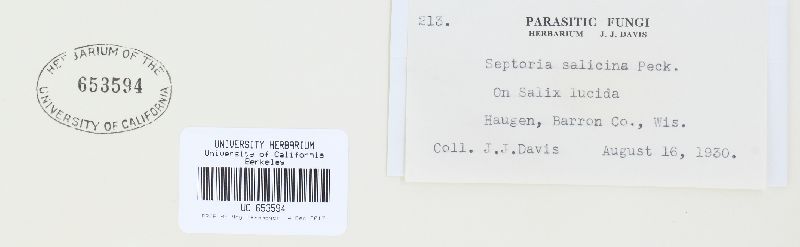 HERBARIUM OF THE
653594
UNIVERSITY OF CALIFORNIA
UNIVERSITY HERBARIUM
University of California
Berkeley
UC 653594
213.
PARASITIC FUNGI
HERBARIUM J. J. DAVIS
Septoria salicina Peck.
On Salix lucida
Haugen, Barron Co., Wis.
Coll. J.J.Davis August 16, 1930.